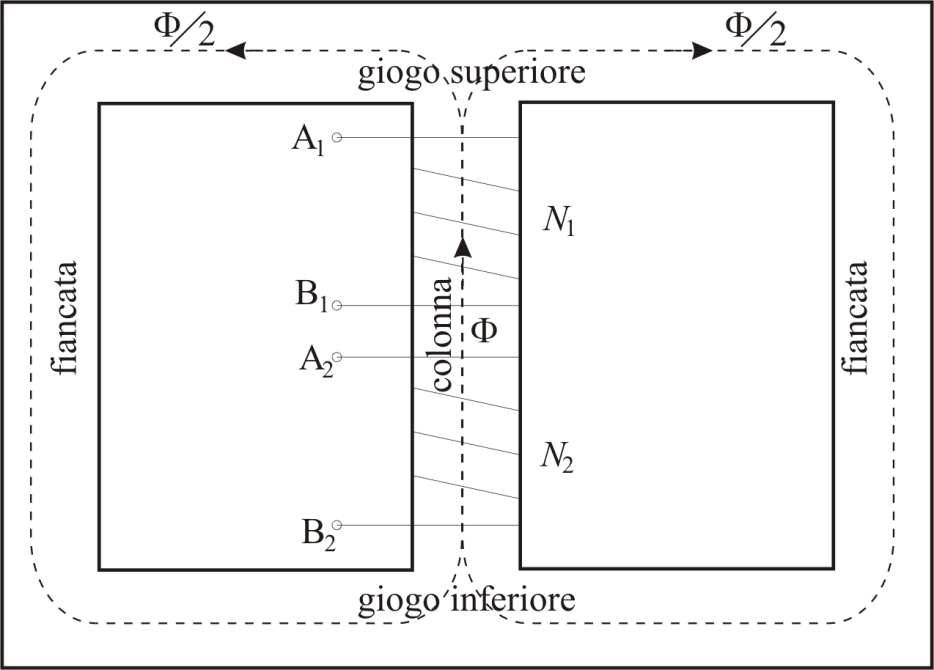 Φ/2
Φ/2
giogo superiore
A1
N1
fiancata
B1
colonna
Φ
A2
fiancata
N2
B2
giogo inferiore